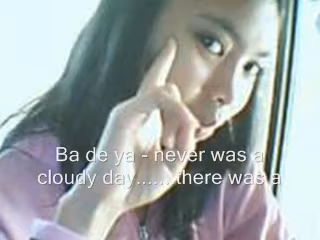 Ba de ya - never was a
cloudy day...... there was a